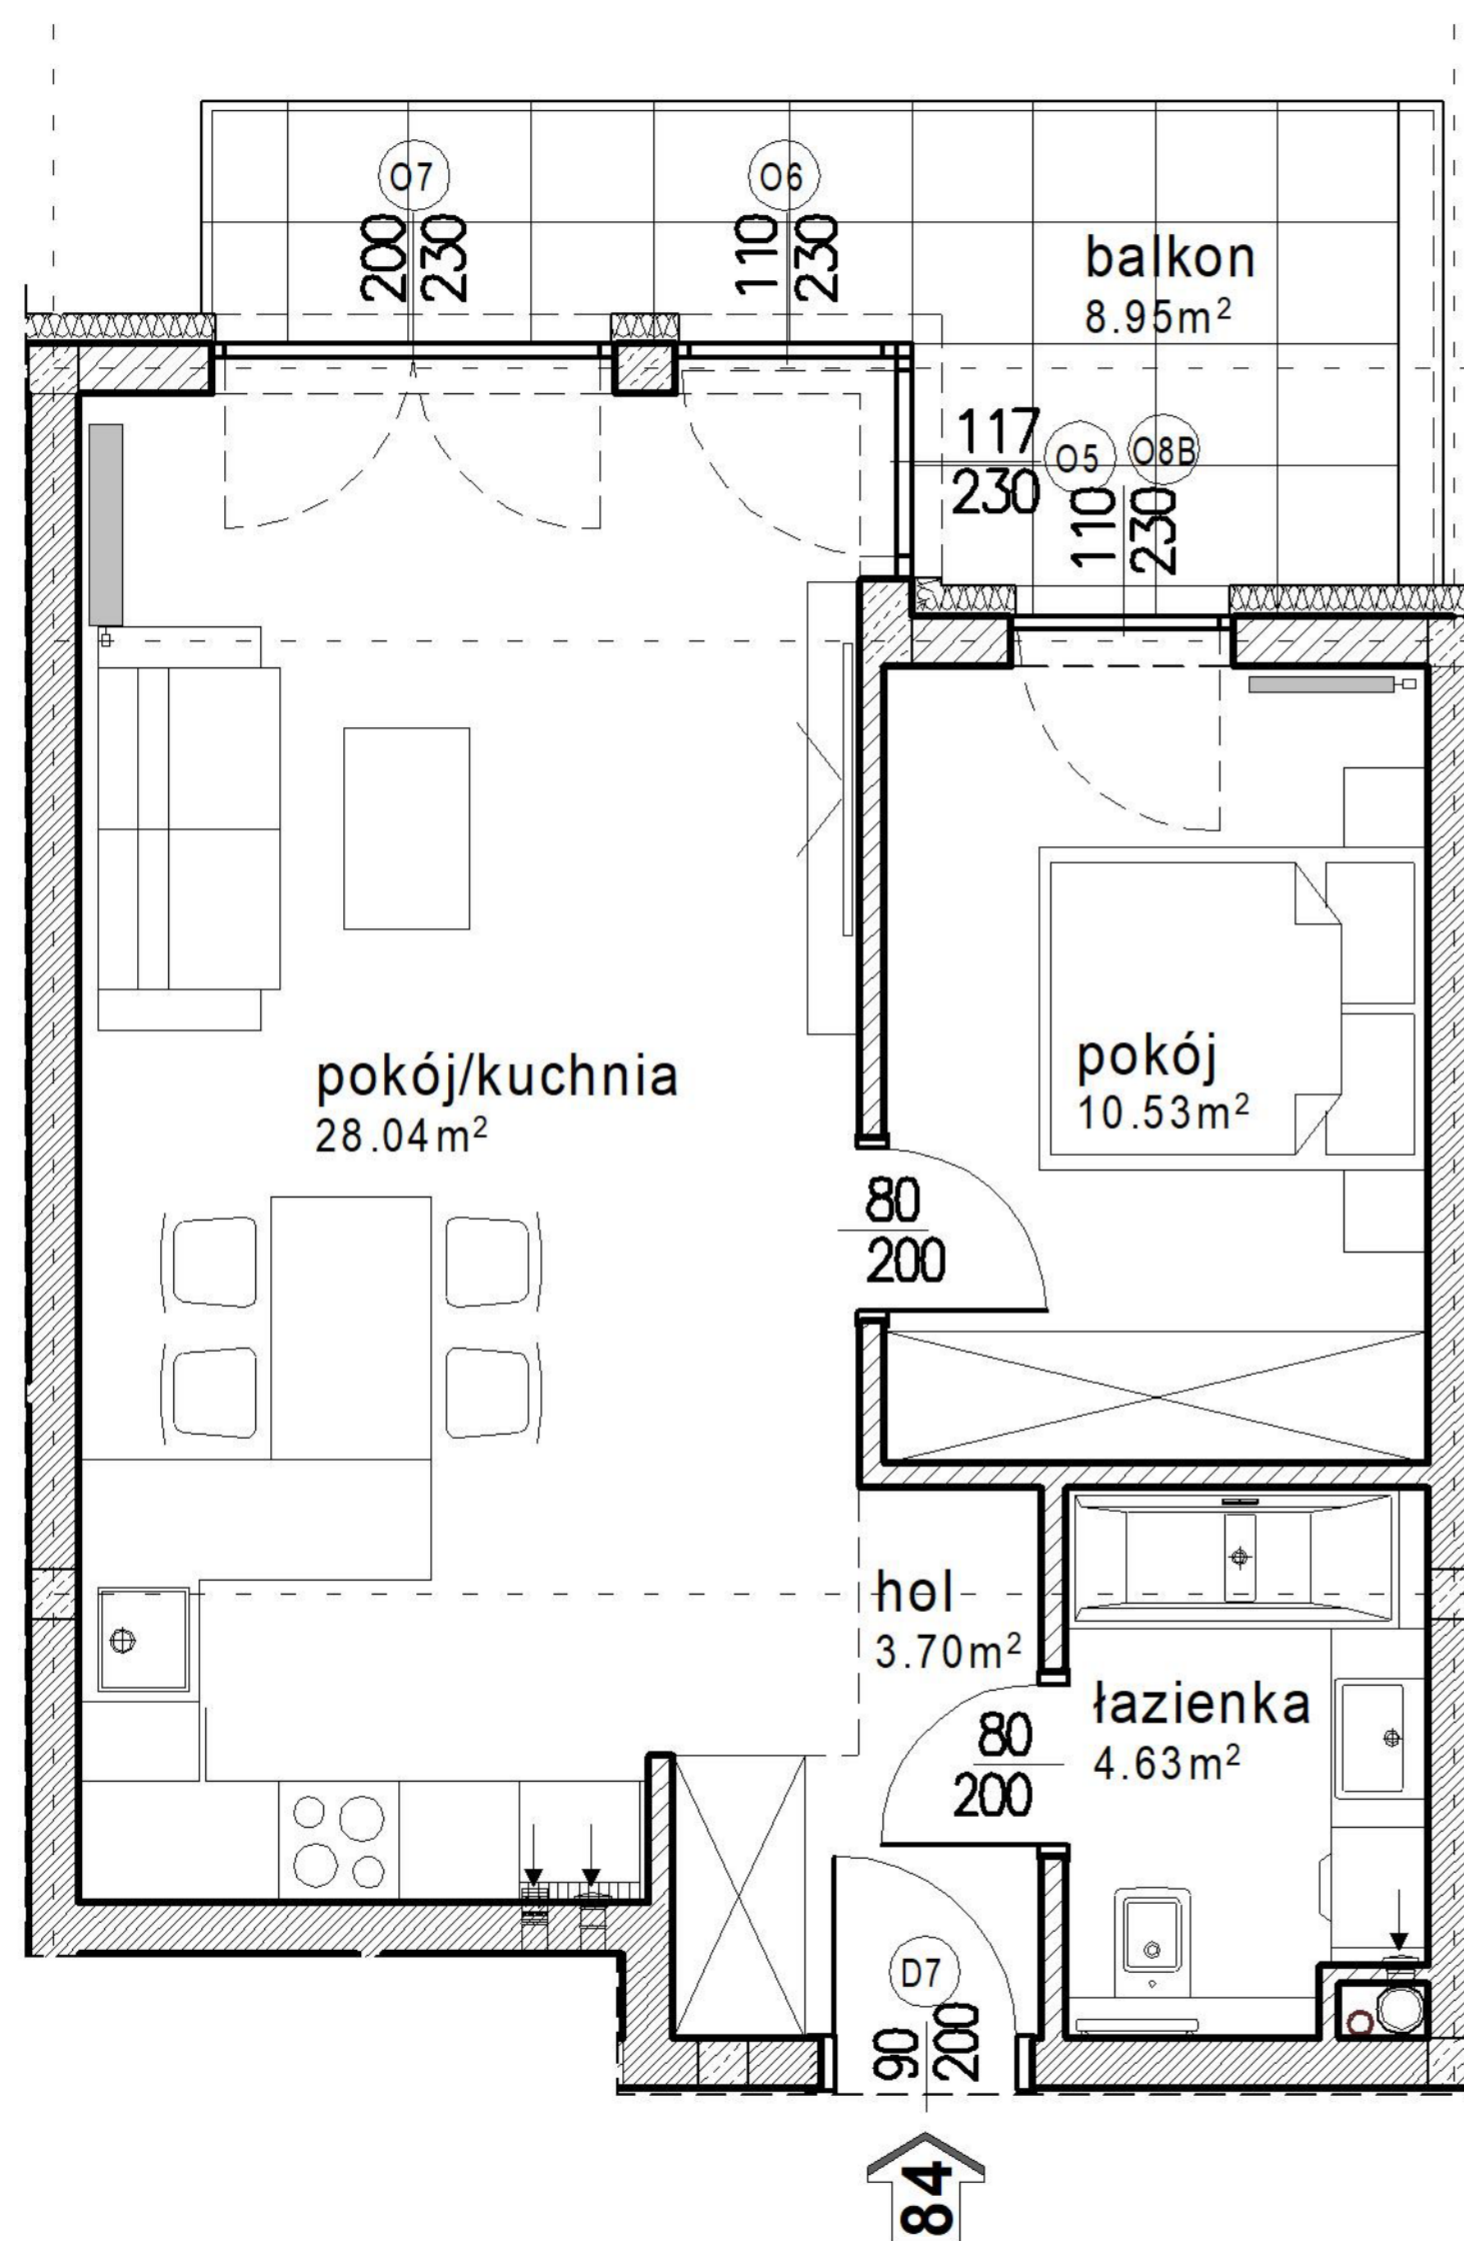 O7
200
230
O6
110
230
balkon
8.95m²
117
230
O5
O8B
110
230
pokój/kuchnia
28.04m²
pokój
10.53m²
80
200
hol
3.70m²
łazienka
4.63m²
80
200
D7
90
200
84